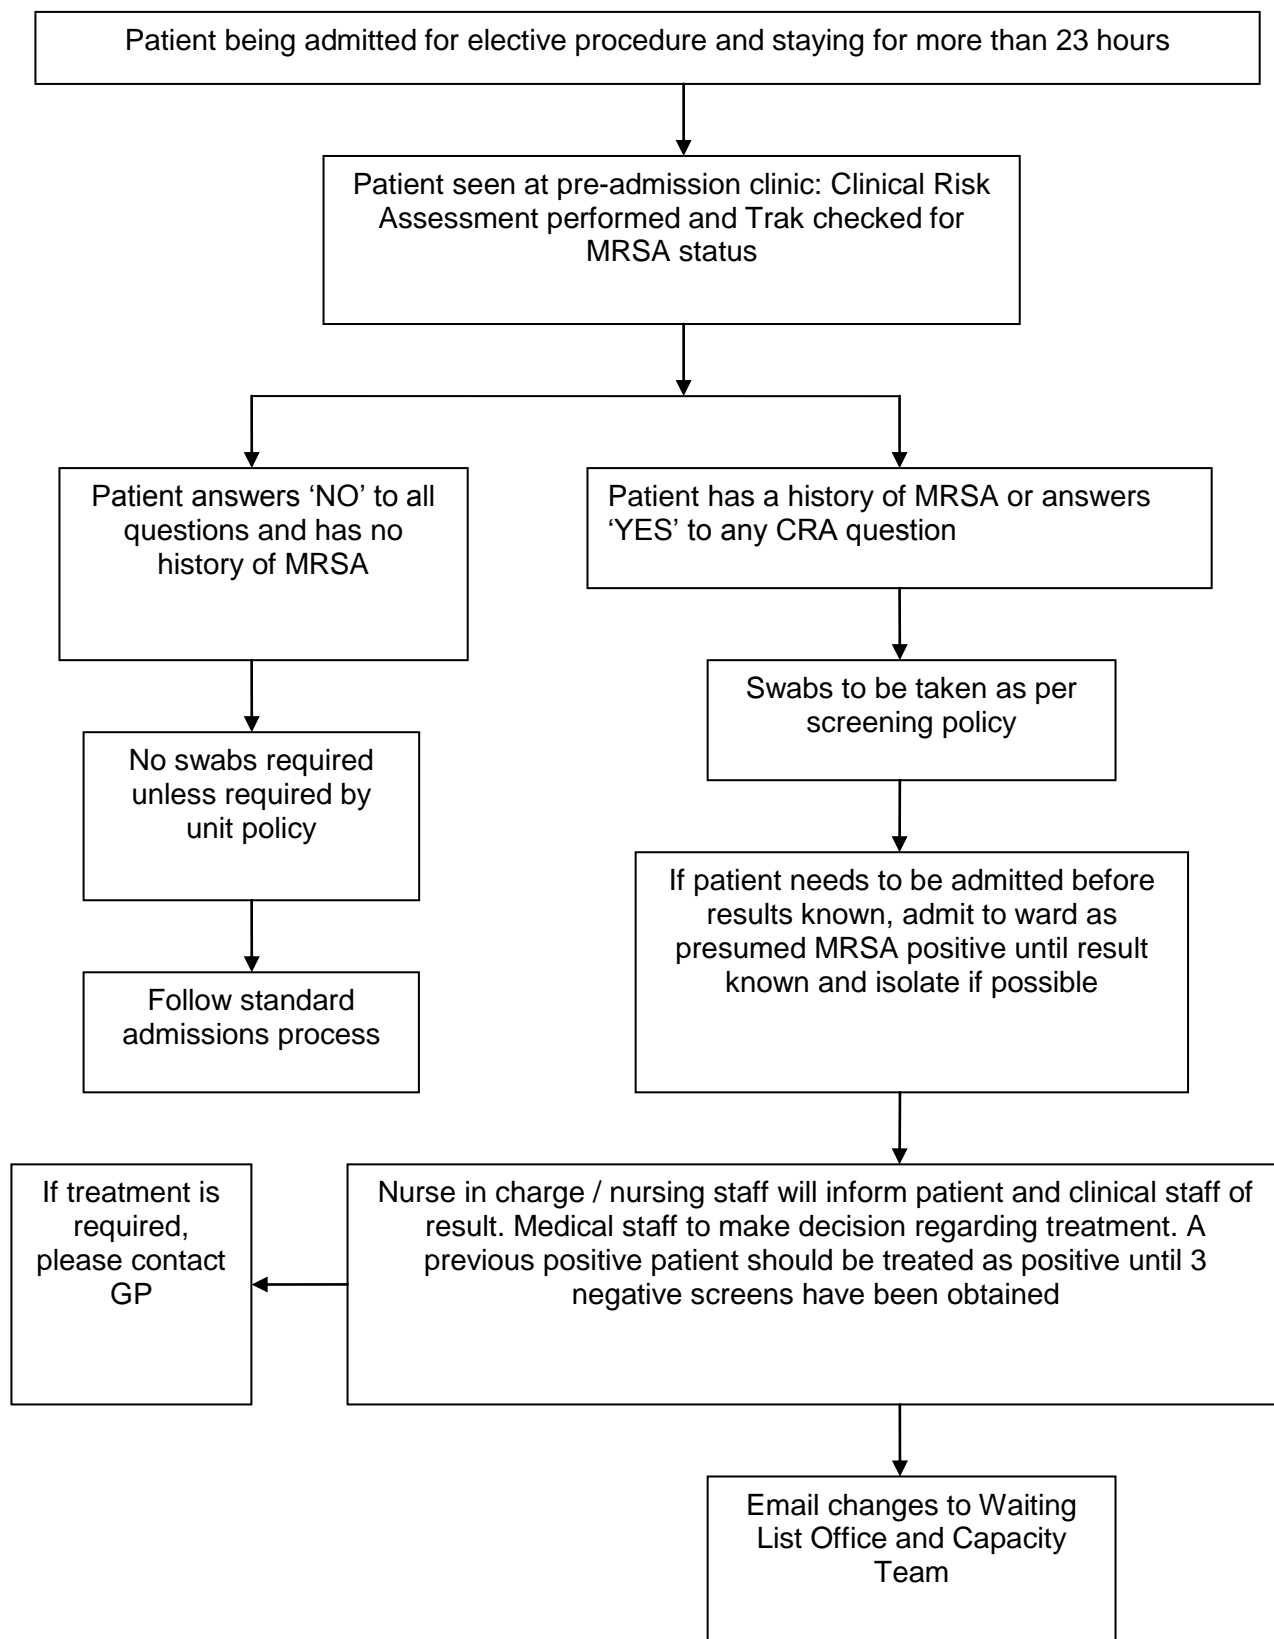 Patient being admitted for elective procedure and staying for more than 23 hours
Patient seen at pre-admission clinic: Clinical Risk
Assessment performed and Trak checked for
MRSA status
Patient answers ‘NO’ to all
questions and has no
history of MRSA
Patient has a history of MRSA or answers
‘YES’ to any CRA question
No swabs required
unless required by
unit policy
Swabs to be taken as per
screening policy
Follow standard
admissions process
If patient needs to be admitted before
results known, admit to ward as
presumed MRSA positive until result
known and isolate if possible
If treatment is
required,
please contact
GP
Nurse in charge / nursing staff will inform patient and clinical staff of
result. Medical staff to make decision regarding treatment. A
previous positive patient should be treated as positive until 3
negative screens have been obtained
Email changes to Waiting
List Office and Capacity
Team